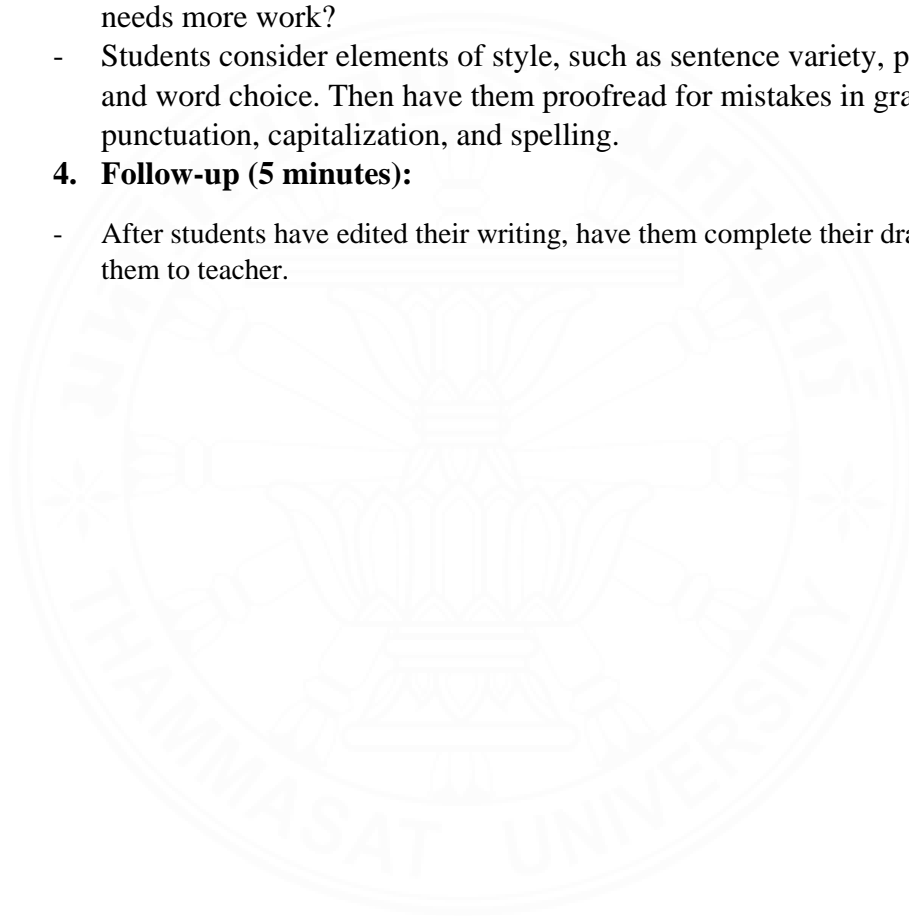 needs more work?
- Students consider elements of style, such as sentence variety, p
and word choice. Then have them proofread for mistakes in gra
punctuation, capitalization, and spelling.
4. Follow-up (5 minutes):
- After students have edited their writing, have them complete their dra
them to teacher.
THAMMASAT UNIVERSITY